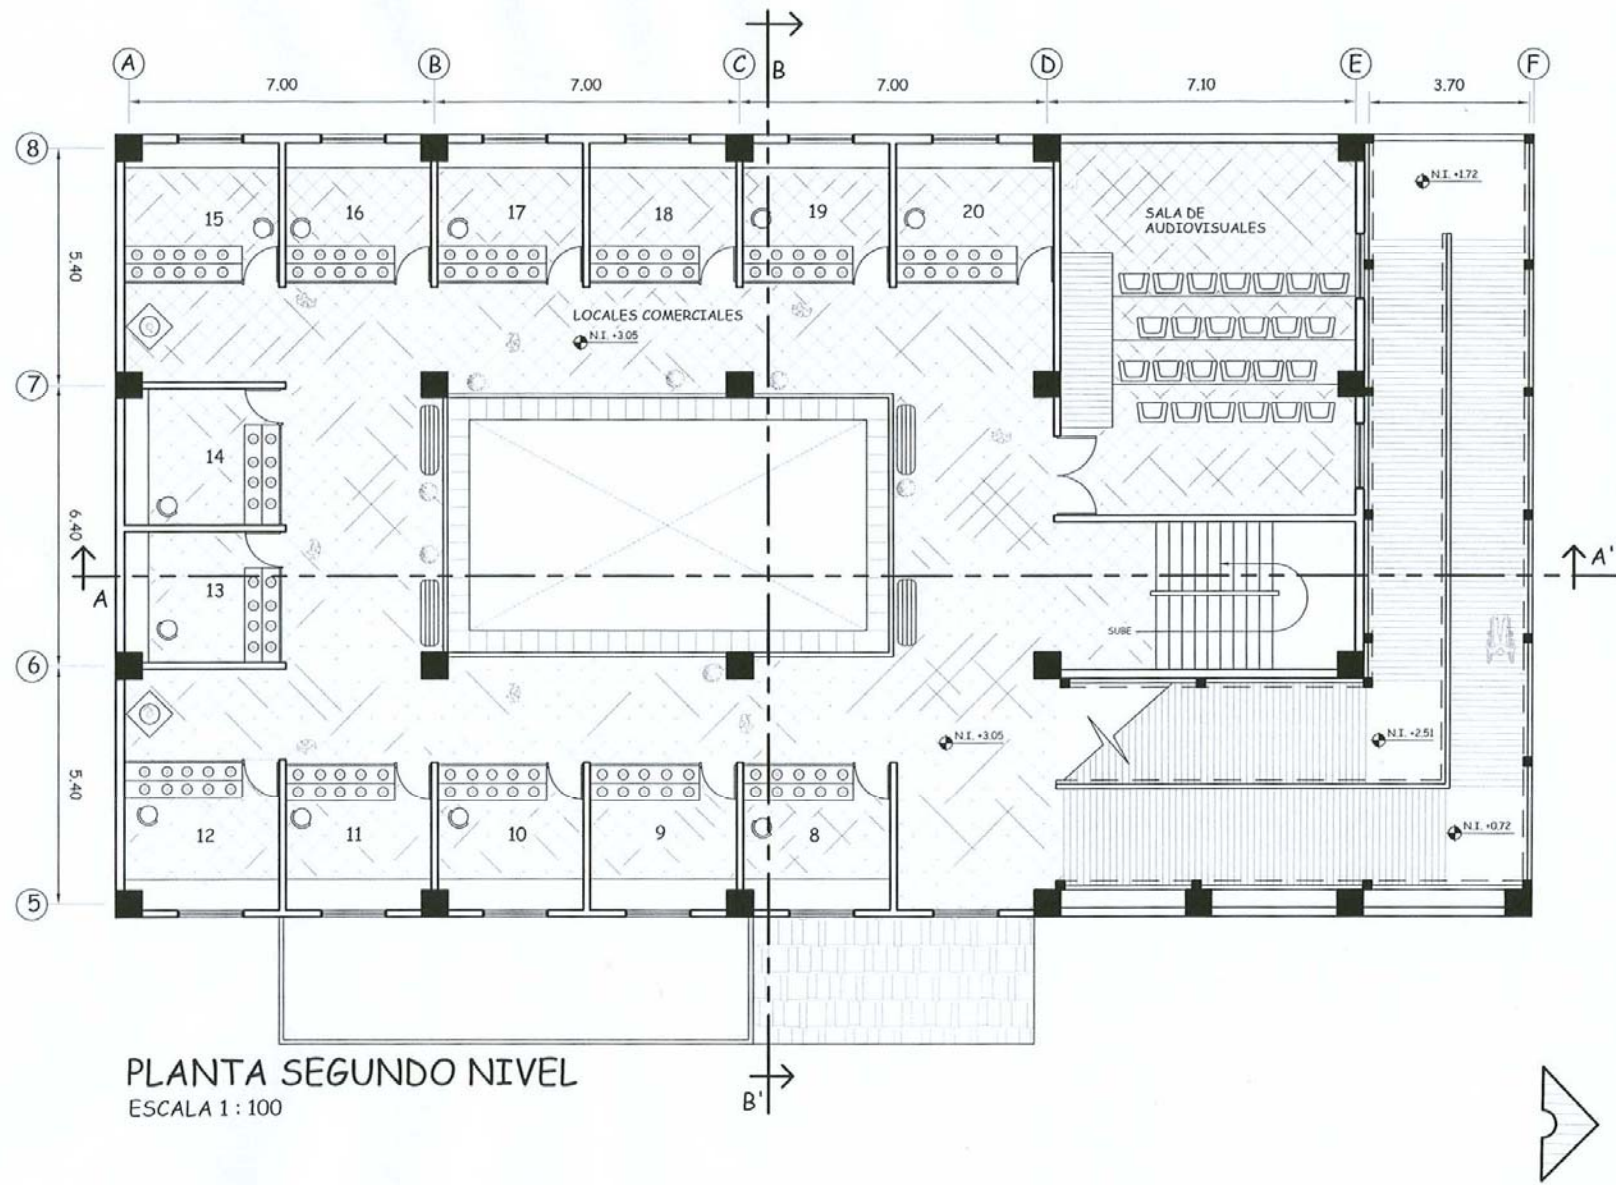 B
A
B
C
D
E
F
7.00
7.00
7.00
7.10
3.70
8
N.I. +1.72
15
16
17
18
19
20
SALA DE
AUDIOVISUALES
5.40
LOCALES COMERCIALES
N.I. +3.05
7
14
6.40
A
A'
13
SUBE
6
N.I. +3.05
N.I. +2.51
5.40
12
11
10
9
8
N.I. +0.72
5
PLANTA SEGUNDO NIVEL
ESCALA 1 : 100
B'